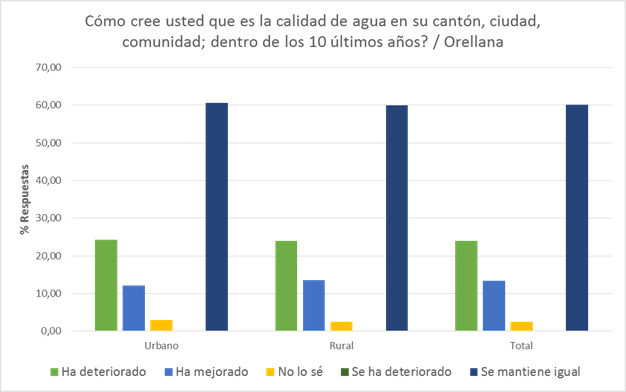 Cómo cree usted que es la calidad de agua en su cantón, ciudad,
comunidad; dentro de los 10 últimos años? / Orellana
70,00
60,00
50,00
40,00
30,00
20,00
10,00
0,00
% Respuestas
Urbano Rural Total
Ha deteriorado Ha mejorado No lo sé Se ha deteriorado Se mantiene igual